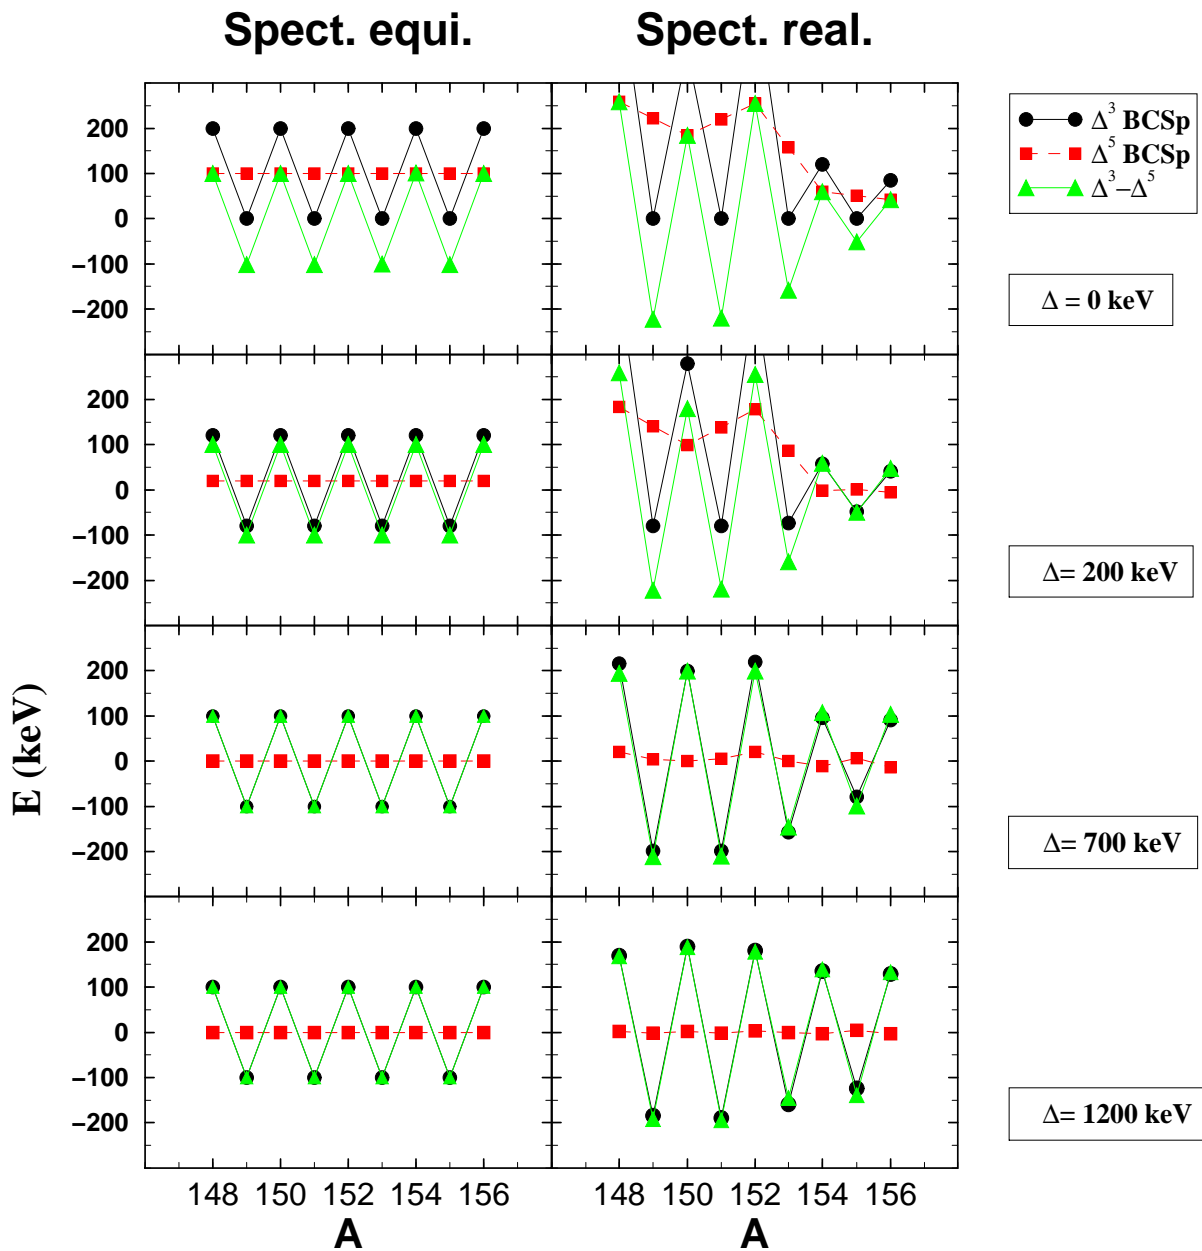 Spect. equi. Spect. real.
200
100
0
−100
−200
Δ³ BCSp
Δ⁵ BCSp
Δ³−Δ⁵
Δ = 0 keV
200
100
0
−100
−200
Δ= 200 keV
200
100
0
−100
−200
Δ= 700 keV
200
100
0
−100
−200
Δ= 1200 keV
E (keV)
148 150 152 154 156 148 150 152 154 156
A A